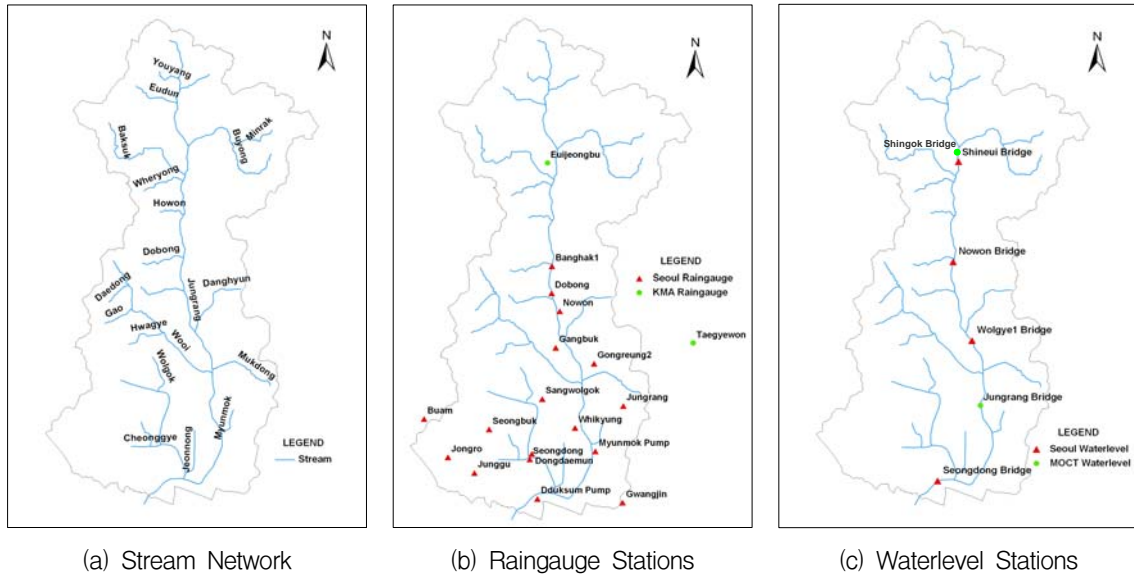 N
Youyang
Eudun
Baksuk
Buyong
Minrak
Wheryong
Howon
Dobong
Daedong
Jungrang
Danghyun
Gao
Hwagye
Wooi
Wolgok
Mukdong
Myunmok
Cheonggye
Jeonnong
LEGEND
Stream
(a) Stream Network
N
Euijeongbu
Banghak1
LEGEND
Seoul Raingauge
KMA Raingauge
Dobong
Nowon
Gangbuk
Taegyewon
Gongreung2
Sangwolgok
Jungrang
Buam
Seongbuk
Whikyung
Myunmok Pump
Jongro
Seongdong
Dongdaemun
Junggu
Dduksum Pump
Gwangjin
(b) Raingauge Stations
N
Shingok Bridge
Shineui Bridge
Nowon Bridge
Wolgye1 Bridge
Jungrang Bridge
LEGEND
Seoul Waterlevel
MOCT Waterlevel
Seongdong Bridge
(c) Waterlevel Stations